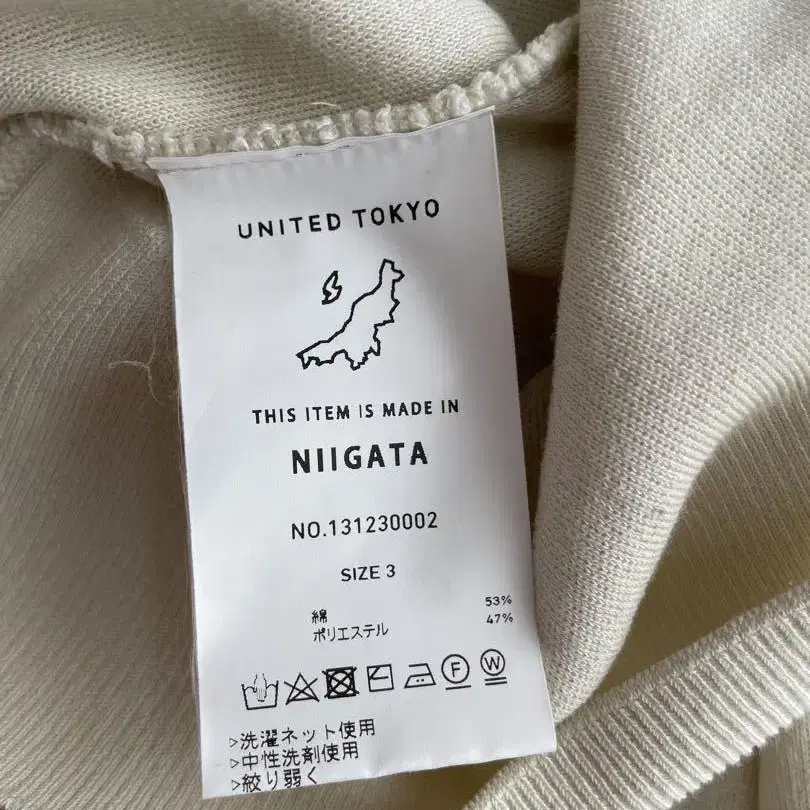 UNITED TOKYO
THIS ITEM IS MADE IN
NIIGATA
NO.131230002
SIZE 3
綿 53%
ポリエステル 47%
F W
▷洗濯ネット使用
▷中性洗剤使用
▷絞り弱く